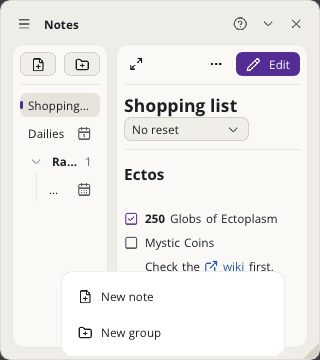 Notes
Edit
Shopping...
Dailies
Ra... 1
...
Shopping list
No reset
Ectos
250 Globs of Ectoplasm
Mystic Coins
Check the wiki first.
New note
New group